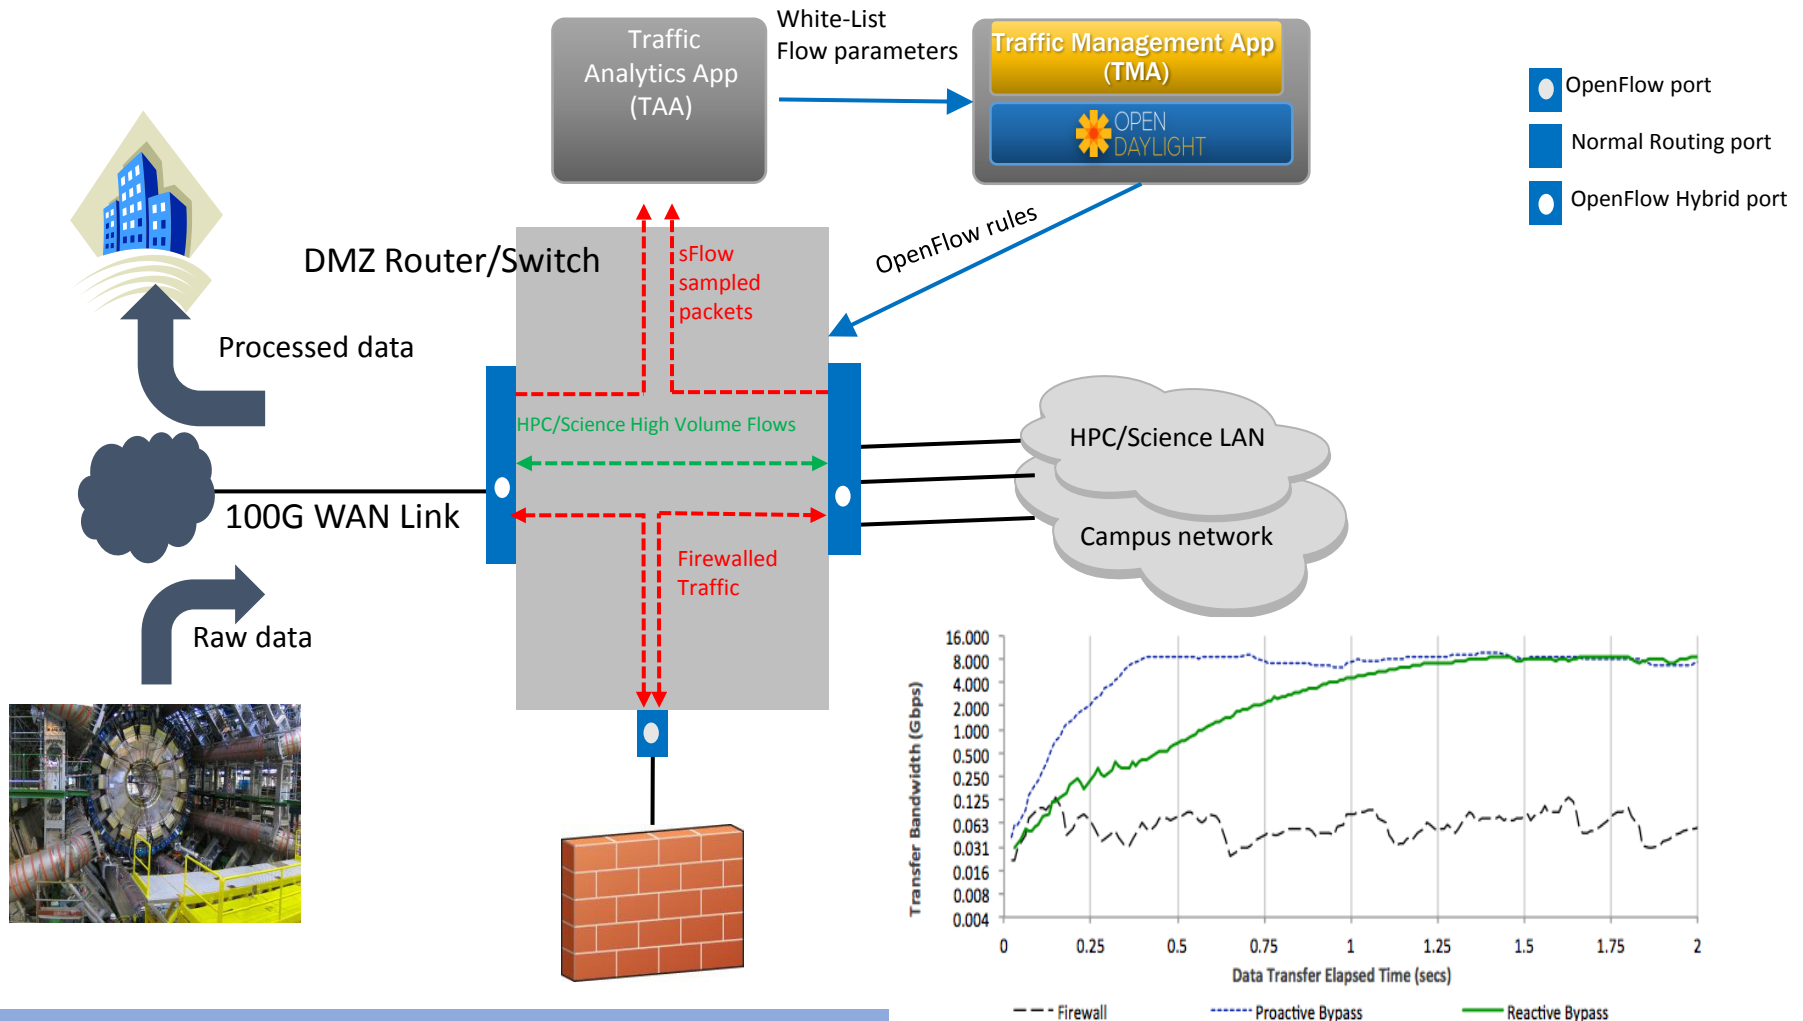 White-List
Flow parameters
Traffic
Analytics App
(TAA)
Traffic Management App
(TMA)
OPEN
DAYLIGHT
OpenFlow port
Normal Routing port
OpenFlow Hybrid port
OpenFlow rules
DMZ Router/Switch
sFlow
sampled
packets
Processed data
HPC/Science High Volume Flows
HPC/Science LAN
100G WAN Link
Campus network
Firewalled
Traffic
Raw data
Transfer Bandwidth (Gbps)
16.000
8.000
4.000
2.000
1.000
0.500
0.250
0.125
0.063
0.031
0.016
0.008
0.004
0 0.25 0.5 0.75 1 1.25 1.5 1.75 2
Data Transfer Elapsed Time (secs)
Firewall Proactive Bypass Reactive Bypass